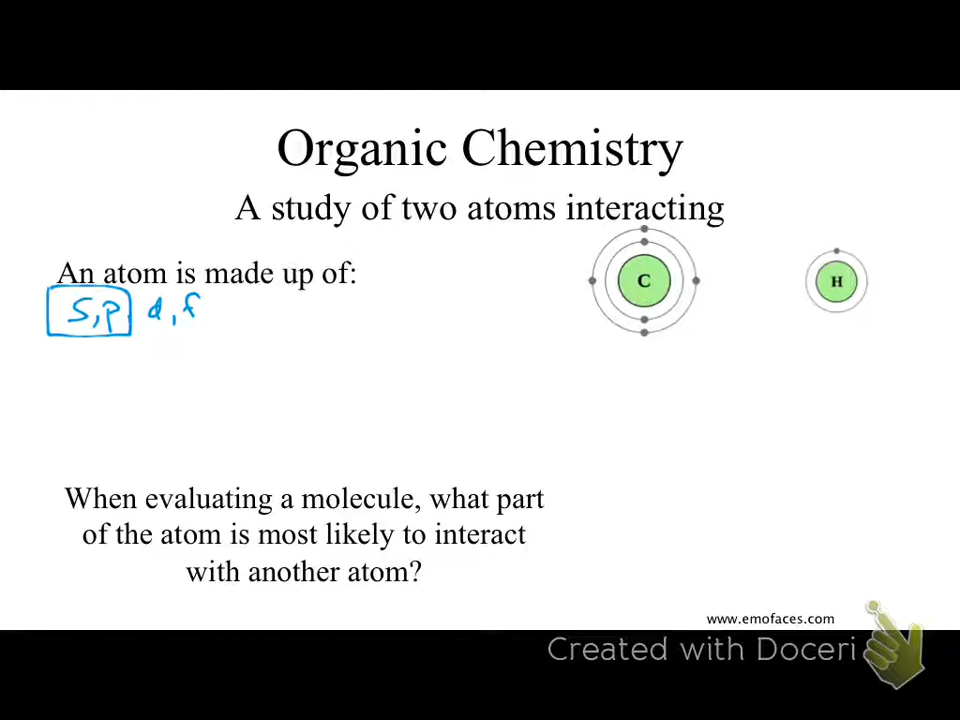 Organic Chemistry
A study of two atoms interacting
An atom is made up of:
S, p, d, f
C
H
When evaluating a molecule, what part
of the atom is most likely to interact
with another atom?
www.emofaces.com
Created with Doceri